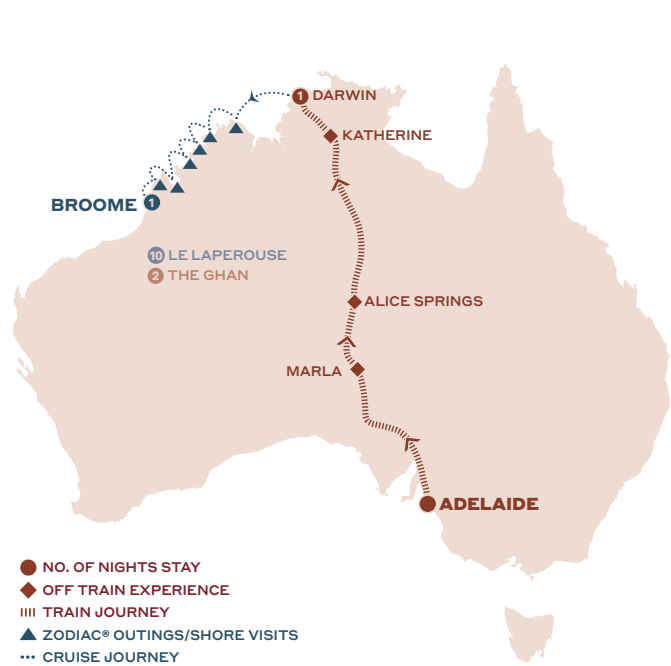 1 DARWIN
KATHERINE
BROOME 1
10 LE LAPEROUSE
2 THE GHAN
ALICE SPRINGS
MARLA
ADELAIDE
NO. OF NIGHTS STAY
OFF TRAIN EXPERIENCE
TRAIN JOURNEY
ZODIAC® OUTINGS/SHORE VISITS
CRUISE JOURNEY